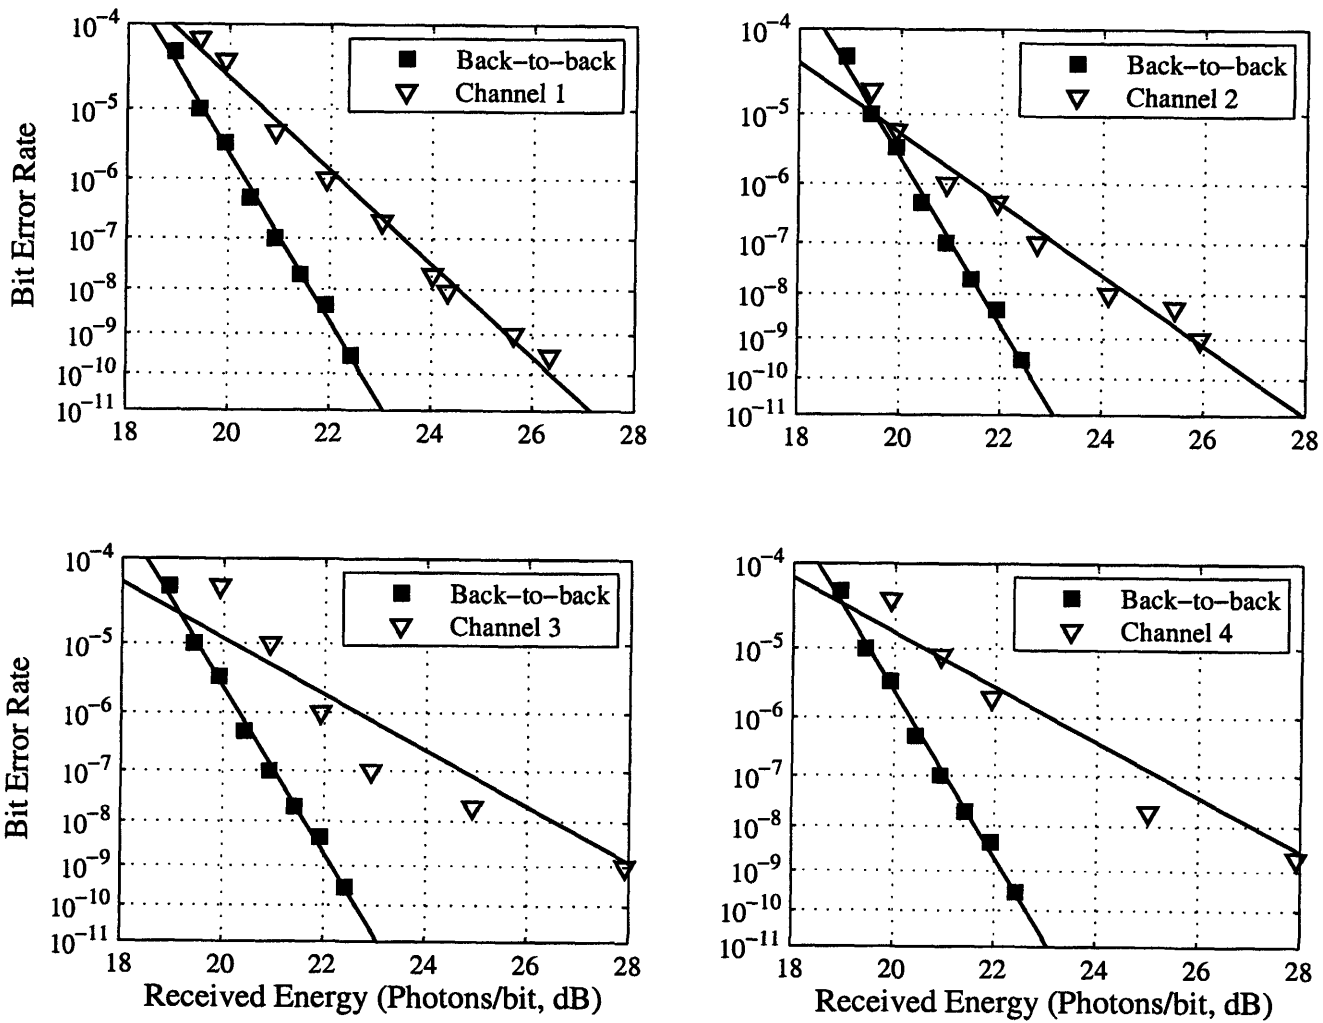 10−4
10−5
10−6
10−7
10−8
10−9
10−10
10−11
Bit Error Rate
Back−to−back
Channel 1
18 20 22 24 26 28
10−4
10−5
10−6
10−7
10−8
10−9
10−10
10−11
Back−to−back
Channel 2
18 20 22 24 26 28
10−4
10−5
10−6
10−7
10−8
10−9
10−10
10−11
Bit Error Rate
Back−to−back
Channel 3
18 20 22 24 26 28
Received Energy (Photons/bit, dB)
10−4
10−5
10−6
10−7
10−8
10−9
10−10
10−11
Back−to−back
Channel 4
18 20 22 24 26 28
Received Energy (Photons/bit, dB)